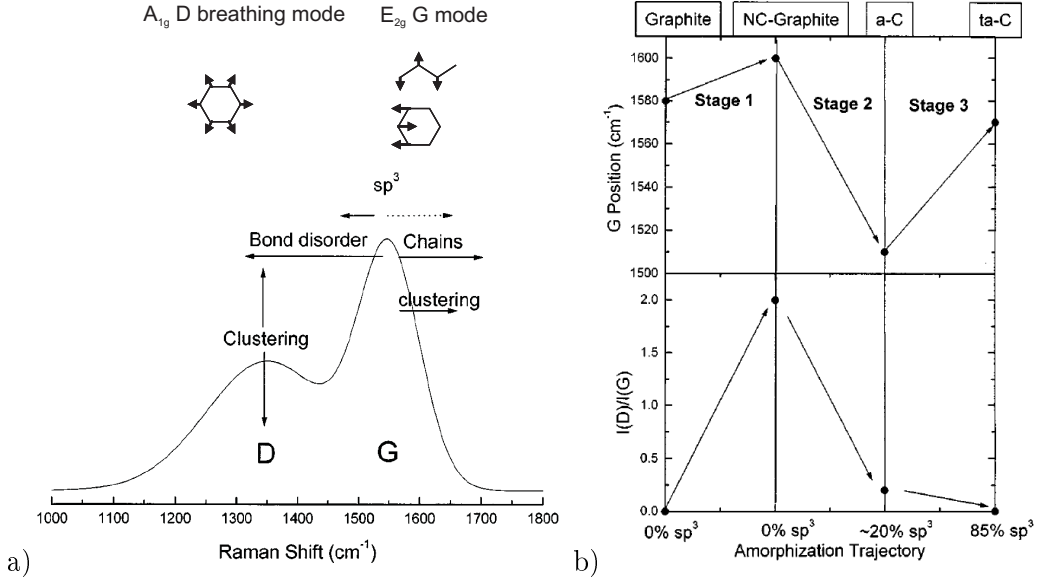 A1g D breathing mode
E2g G mode
sp3
Bond disorder
Chains
clustering
Clustering
D
G
1000 1100 1200 1300 1400 1500 1600 1700 1800
Raman Shift (cm-1)
a)
Graphite
NC-Graphite
a-C
ta-C
1600
1580
1560
1540
1520
1500
G Position (cm-1)
Stage 1
Stage 2
Stage 3
2.0
1.5
1.0
0.5
0.0
I(D)/I(G)
0% sp3
0% sp3
~20% sp3
85% sp3
Amorphization Trajectory
b)